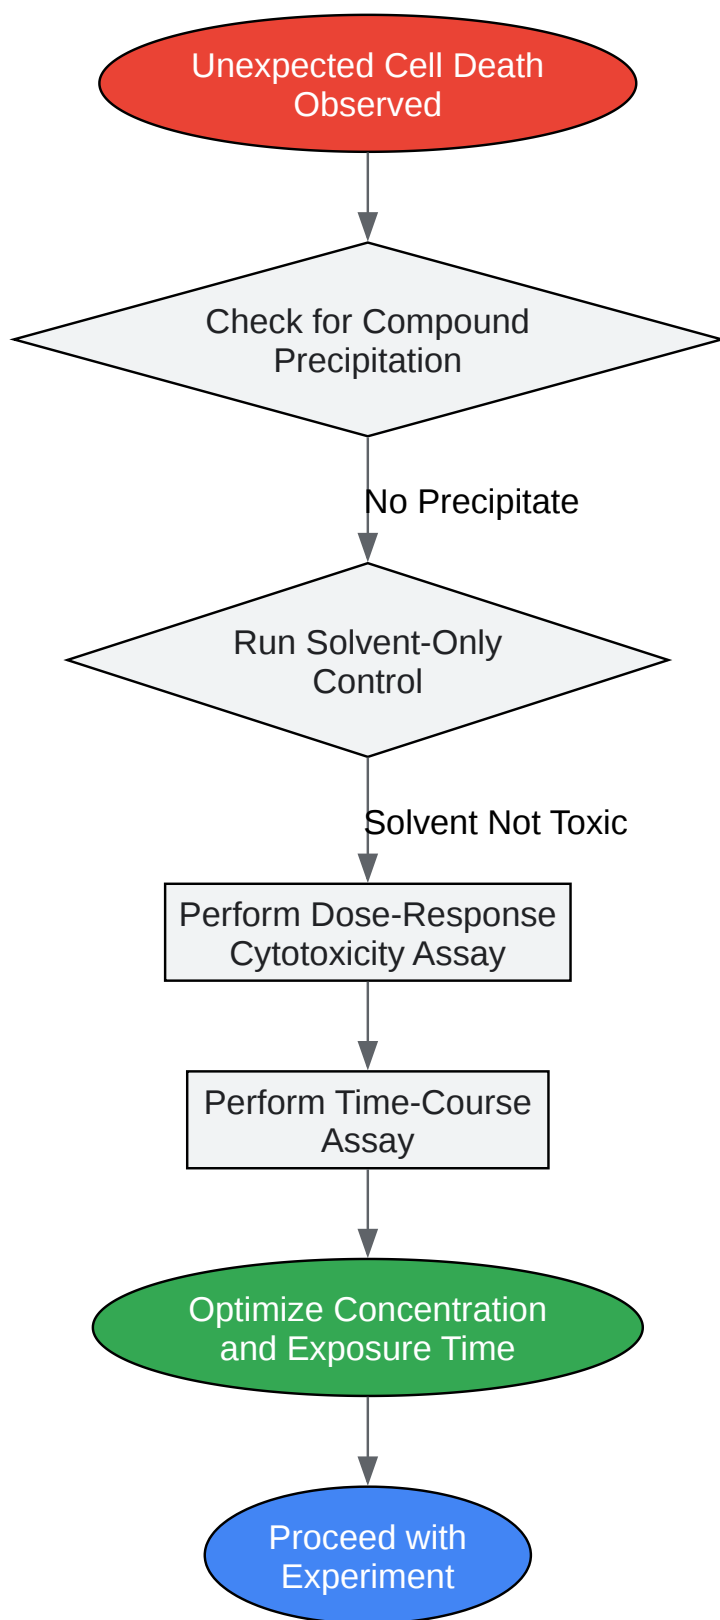 Unexpected Cell Death
Observed
Check for Compound
Precipitation
No Precipitate
Run Solvent-Only
Control
Solvent Not Toxic
Perform Dose-Response
Cytotoxicity Assay
Perform Time-Course
Assay
Optimize Concentration
and Exposure Time
Proceed with
Experiment